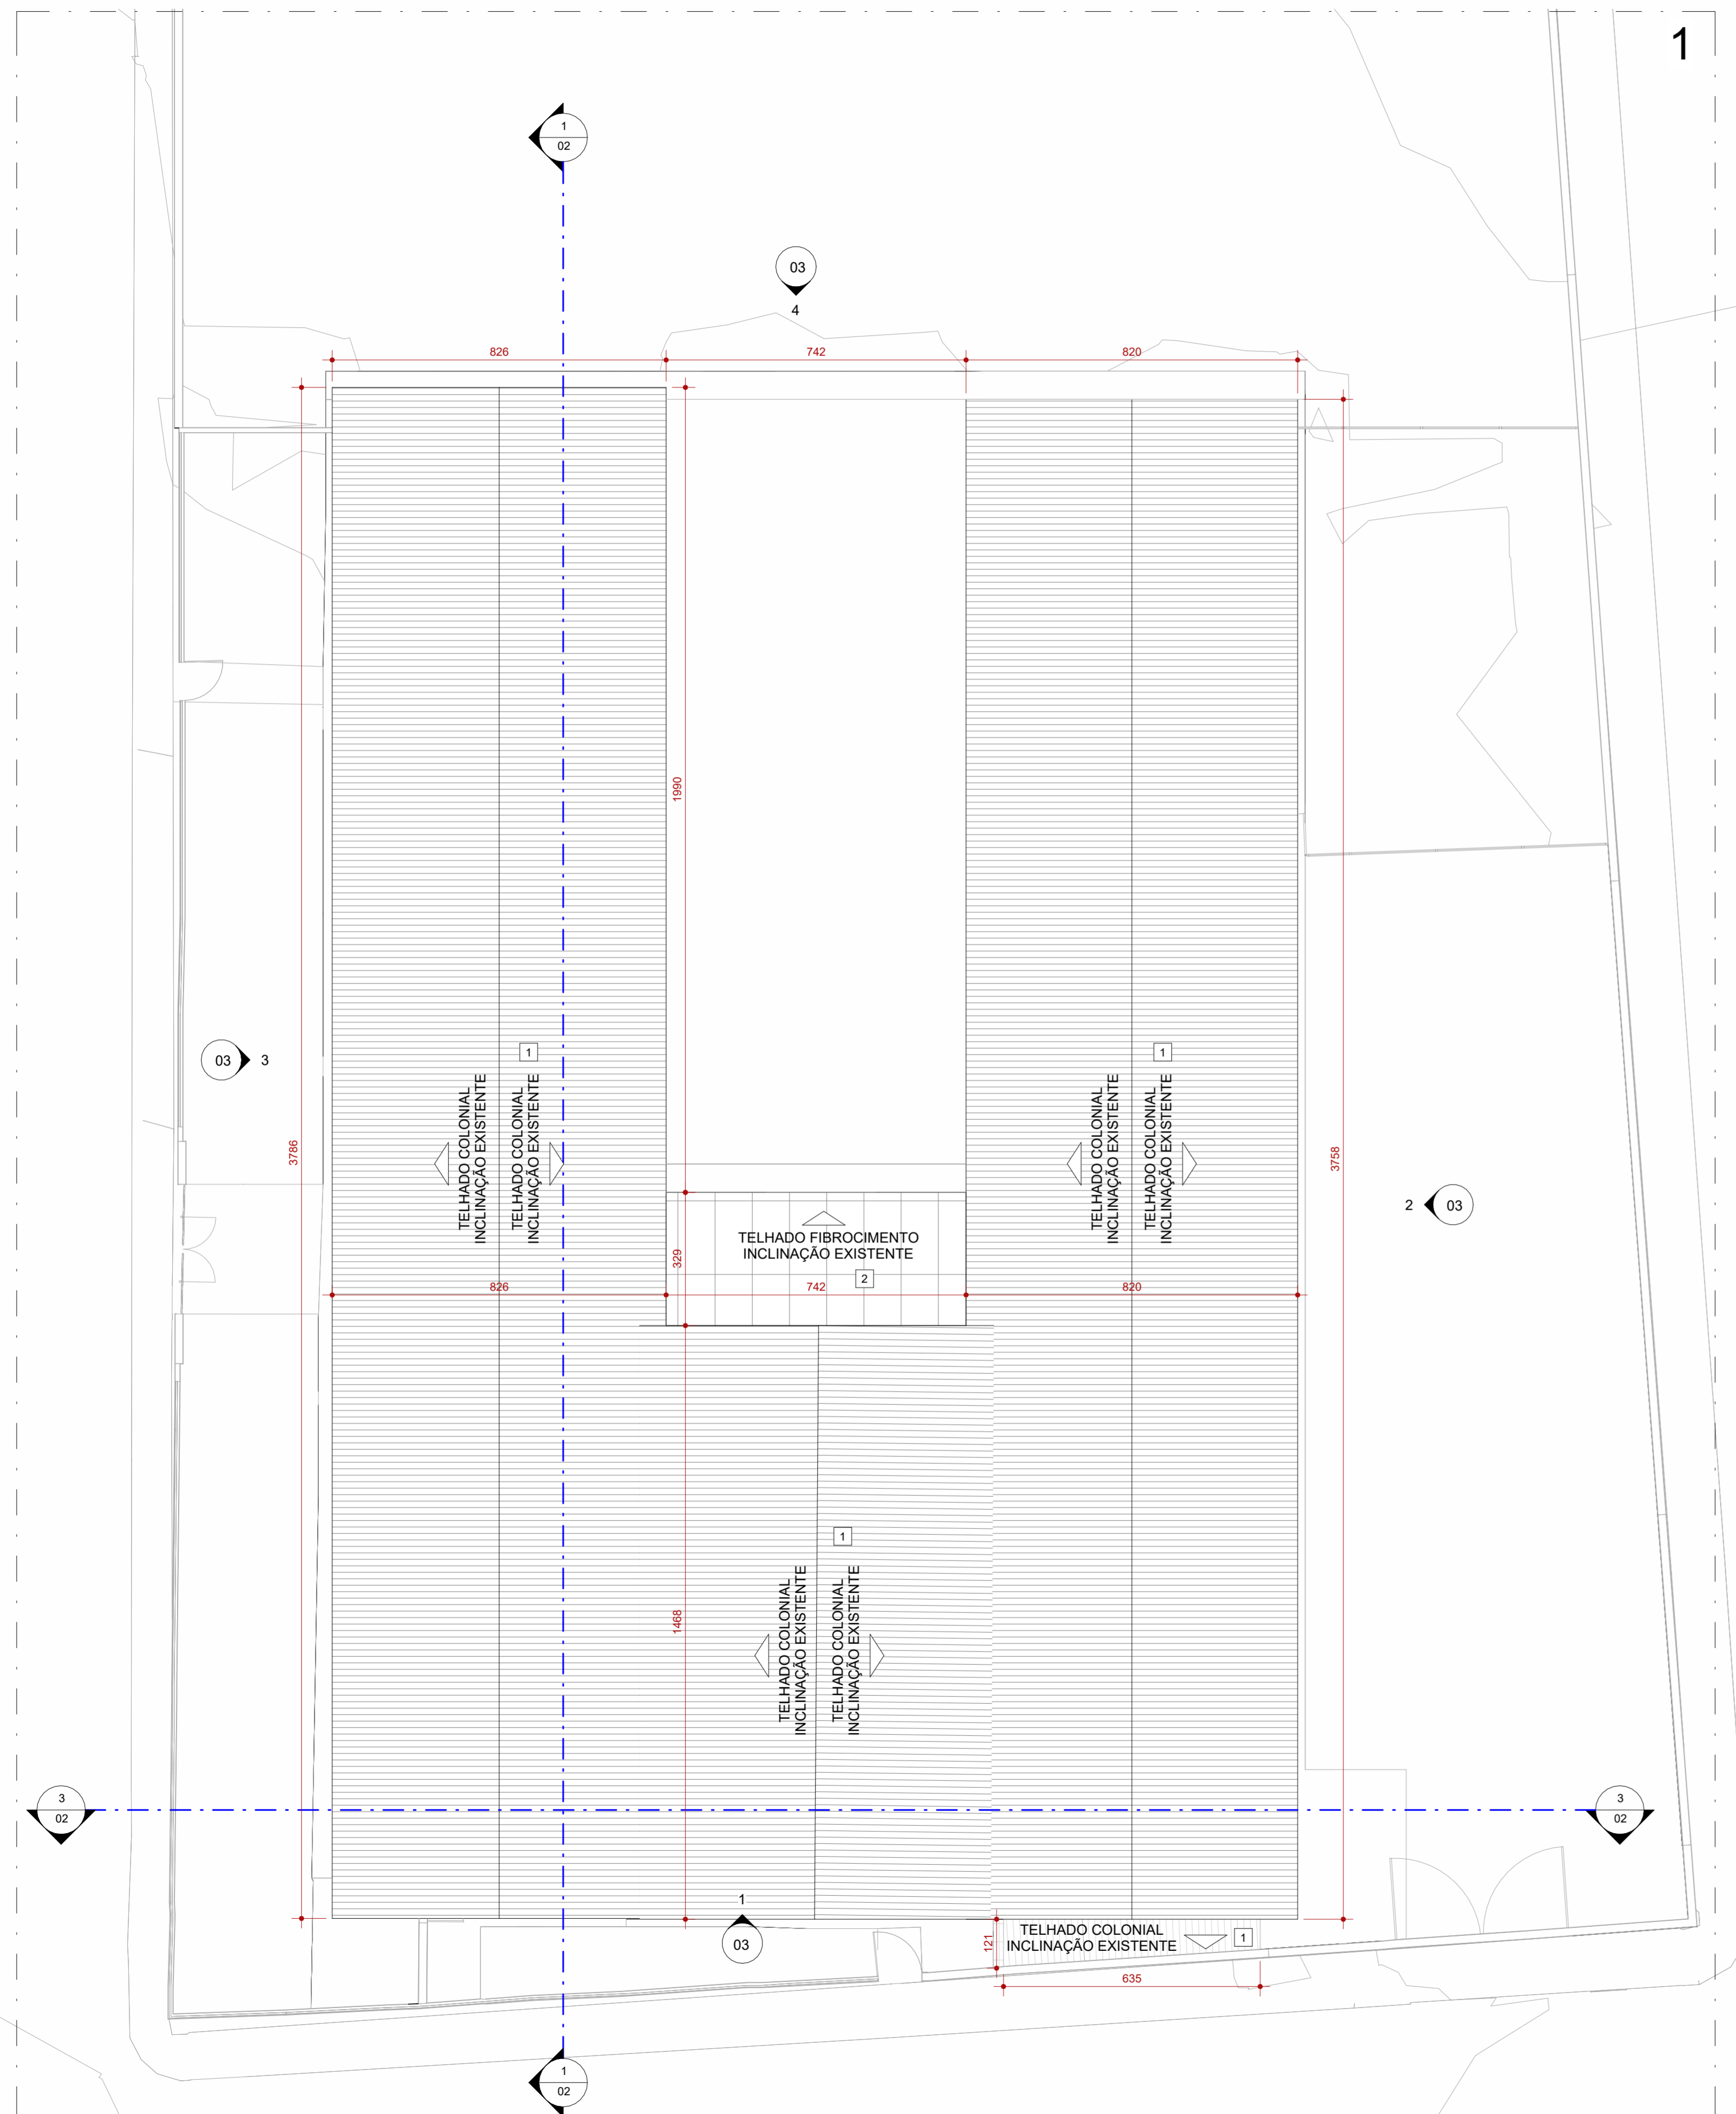 1
1
02
03
4
826
742
820
1990
03
3
1
1
TELHADO COLONIAL
INCLINAÇÃO EXISTENTE
TELHADO COLONIAL
INCLINAÇÃO EXISTENTE
TELHADO COLONIAL
INCLINAÇÃO EXISTENTE
TELHADO COLONIAL
INCLINAÇÃO EXISTENTE
3786
3758
2
03
TELHADO FIBROCIMENTO
INCLINAÇÃO EXISTENTE
329
2
826
742
820
1
TELHADO COLONIAL
INCLINAÇÃO EXISTENTE
TELHADO COLONIAL
INCLINAÇÃO EXISTENTE
1468
3
02
3
02
1
03
TELHADO COLONIAL
INCLINAÇÃO EXISTENTE
1
121
635
1
02